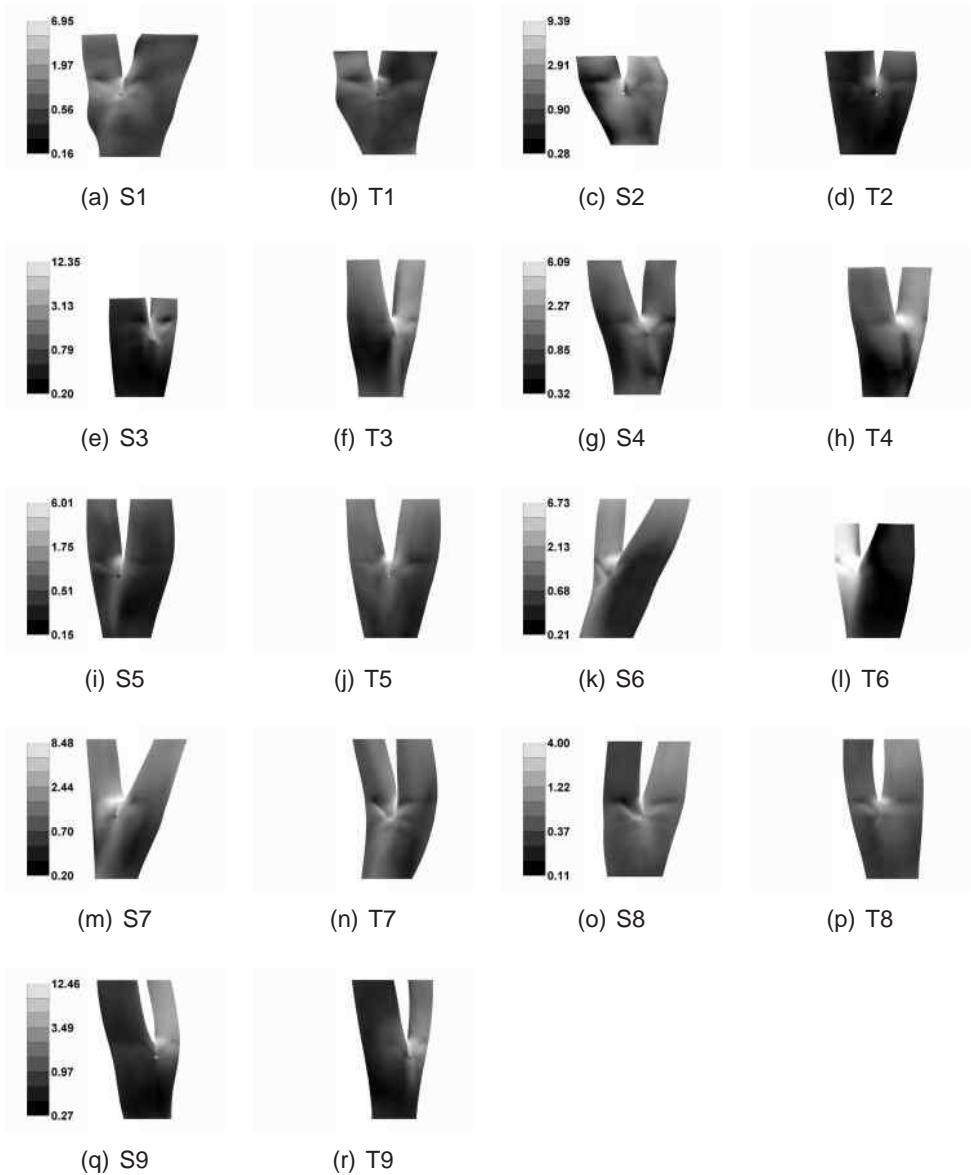 6.95
1.97
0.56
0.16
9.39
2.91
0.90
0.28
(a) S1
(b) T1
(c) S2
(d) T2
12.35
3.13
0.79
0.20
6.09
2.27
0.85
0.32
(e) S3
(f) T3
(g) S4
(h) T4
6.01
1.75
0.51
0.15
6.73
2.13
0.68
0.21
(i) S5
(j) T5
(k) S6
(l) T6
8.48
2.44
0.70
0.20
4.00
1.22
0.37
0.11
(m) S7
(n) T7
(o) S8
(p) T8
12.46
3.49
0.97
0.27
(q) S9
(r) T9